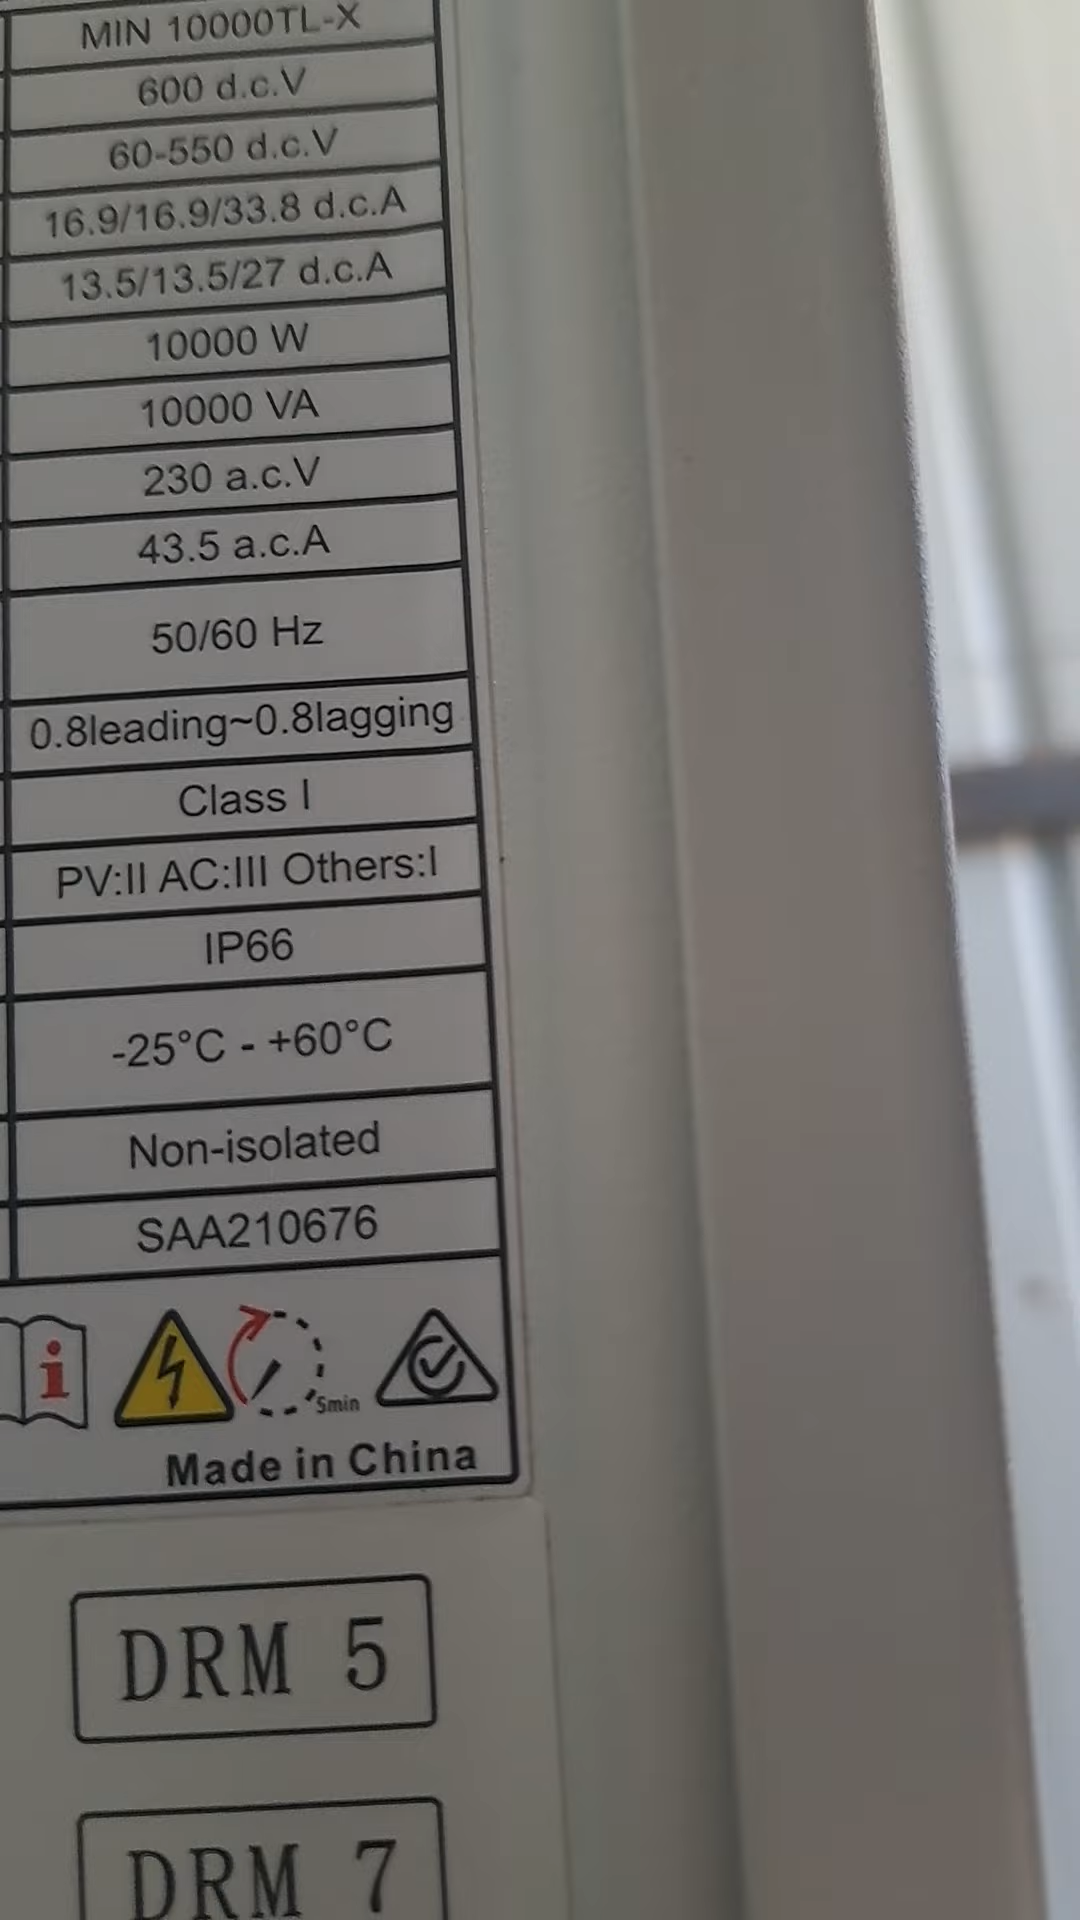 MIN 10000TL-X
600 d.c.V
60-550 d.c.V
16.9/16.9/33.8 d.c.A
13.5/13.5/27 d.c.A
10000 W
10000 VA
230 a.c.V
43.5 a.c.A
50/60 Hz
0.8leading~0.8lagging
Class I
PV:II AC:III Others:I
IP66
-25°C - +60°C
Non-isolated
SAA210676
i
5min
Made in China
DRM 5
DRM 7